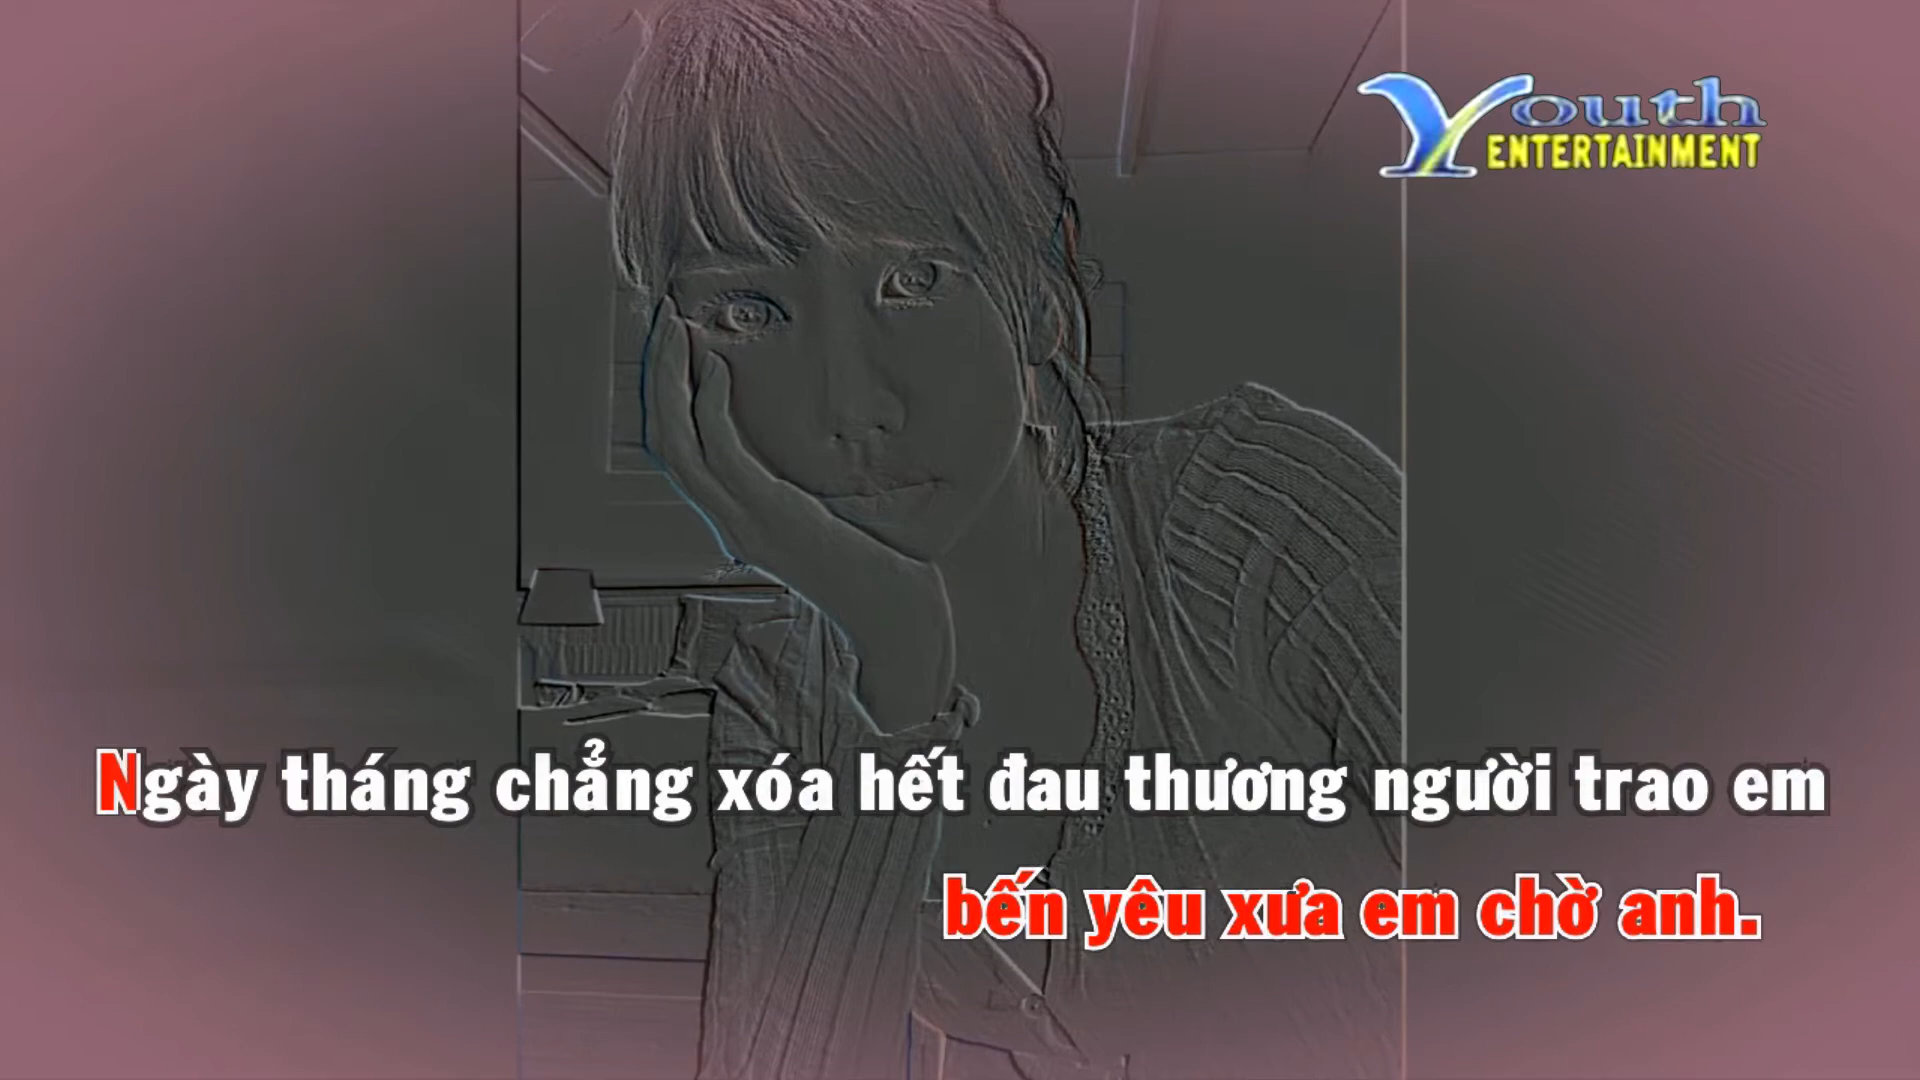 Youth
ENTERTAINMENT
Ngày tháng chẳng xóa hết đau thương người trao em
bến yêu xưa em chờ anh.